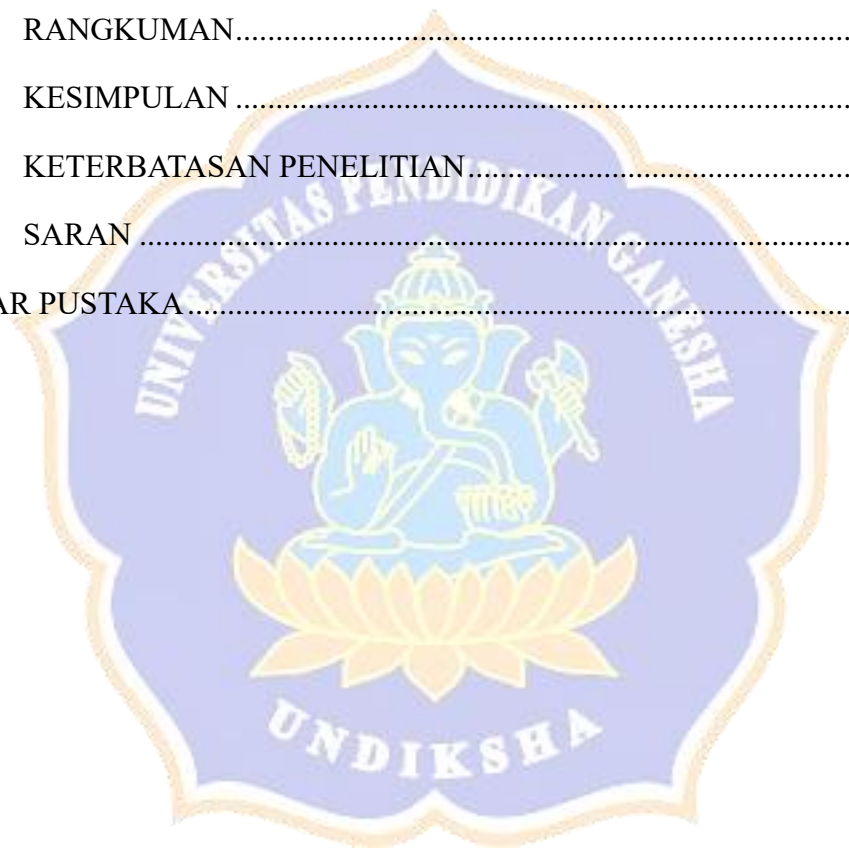 RANGKUMAN....................................................................................
KESIMPULAN....................................................................................
KETERBATASAN PENELITIAN................................................
SARAN...............................................................................................
AR PUSTAKA.....................................................................................
UNIVERSITAS PENDIDIKAN GANESHA
UNDIKSHA